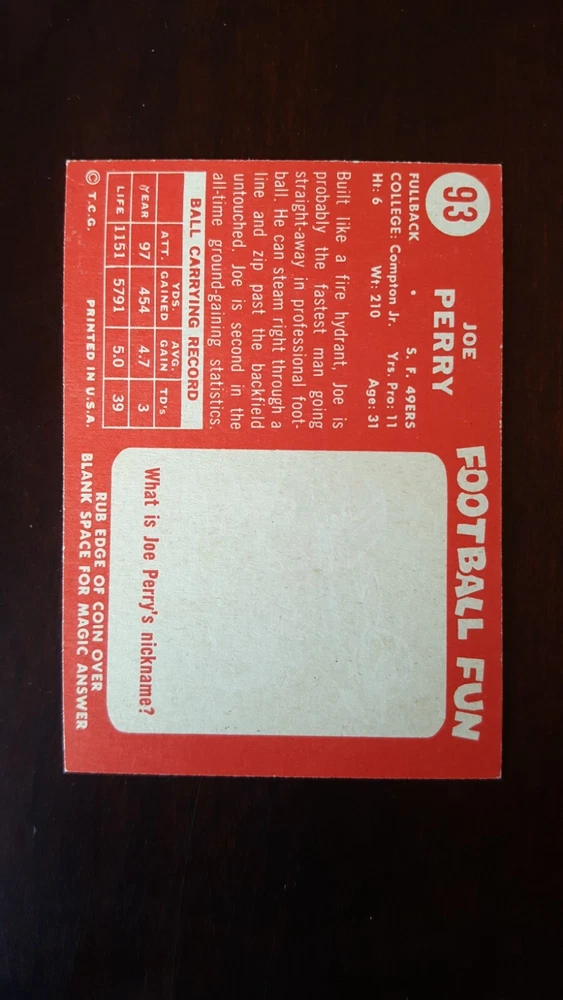 93
JOE
PERRY
FULLBACK S. F. 49ERS
COLLEGE: Compton Jr. Yrs. Pro: 11
Ht: 6 Wt: 210 Age: 31
Built like a fire hydrant, Joe is
probably the fastest man going
straight-away in professional foot-
ball. He can steam right through a
line and zip past the backfield
untouched. Joe is second in the
all-time ground-gaining statistics.
BALL CARRYING RECORD
ATT. YDS. GAINED AVG. GAIN TD's
YEAR 97 454 4.7 3
LIFE 1151 5791 5.0 39
© T.C.G. PRINTED IN U.S.A.
FOOTBALL FUN
What is Joe Perry's nickname?
RUB EDGE OF COIN OVER
BLANK SPACE FOR MAGIC ANSWER